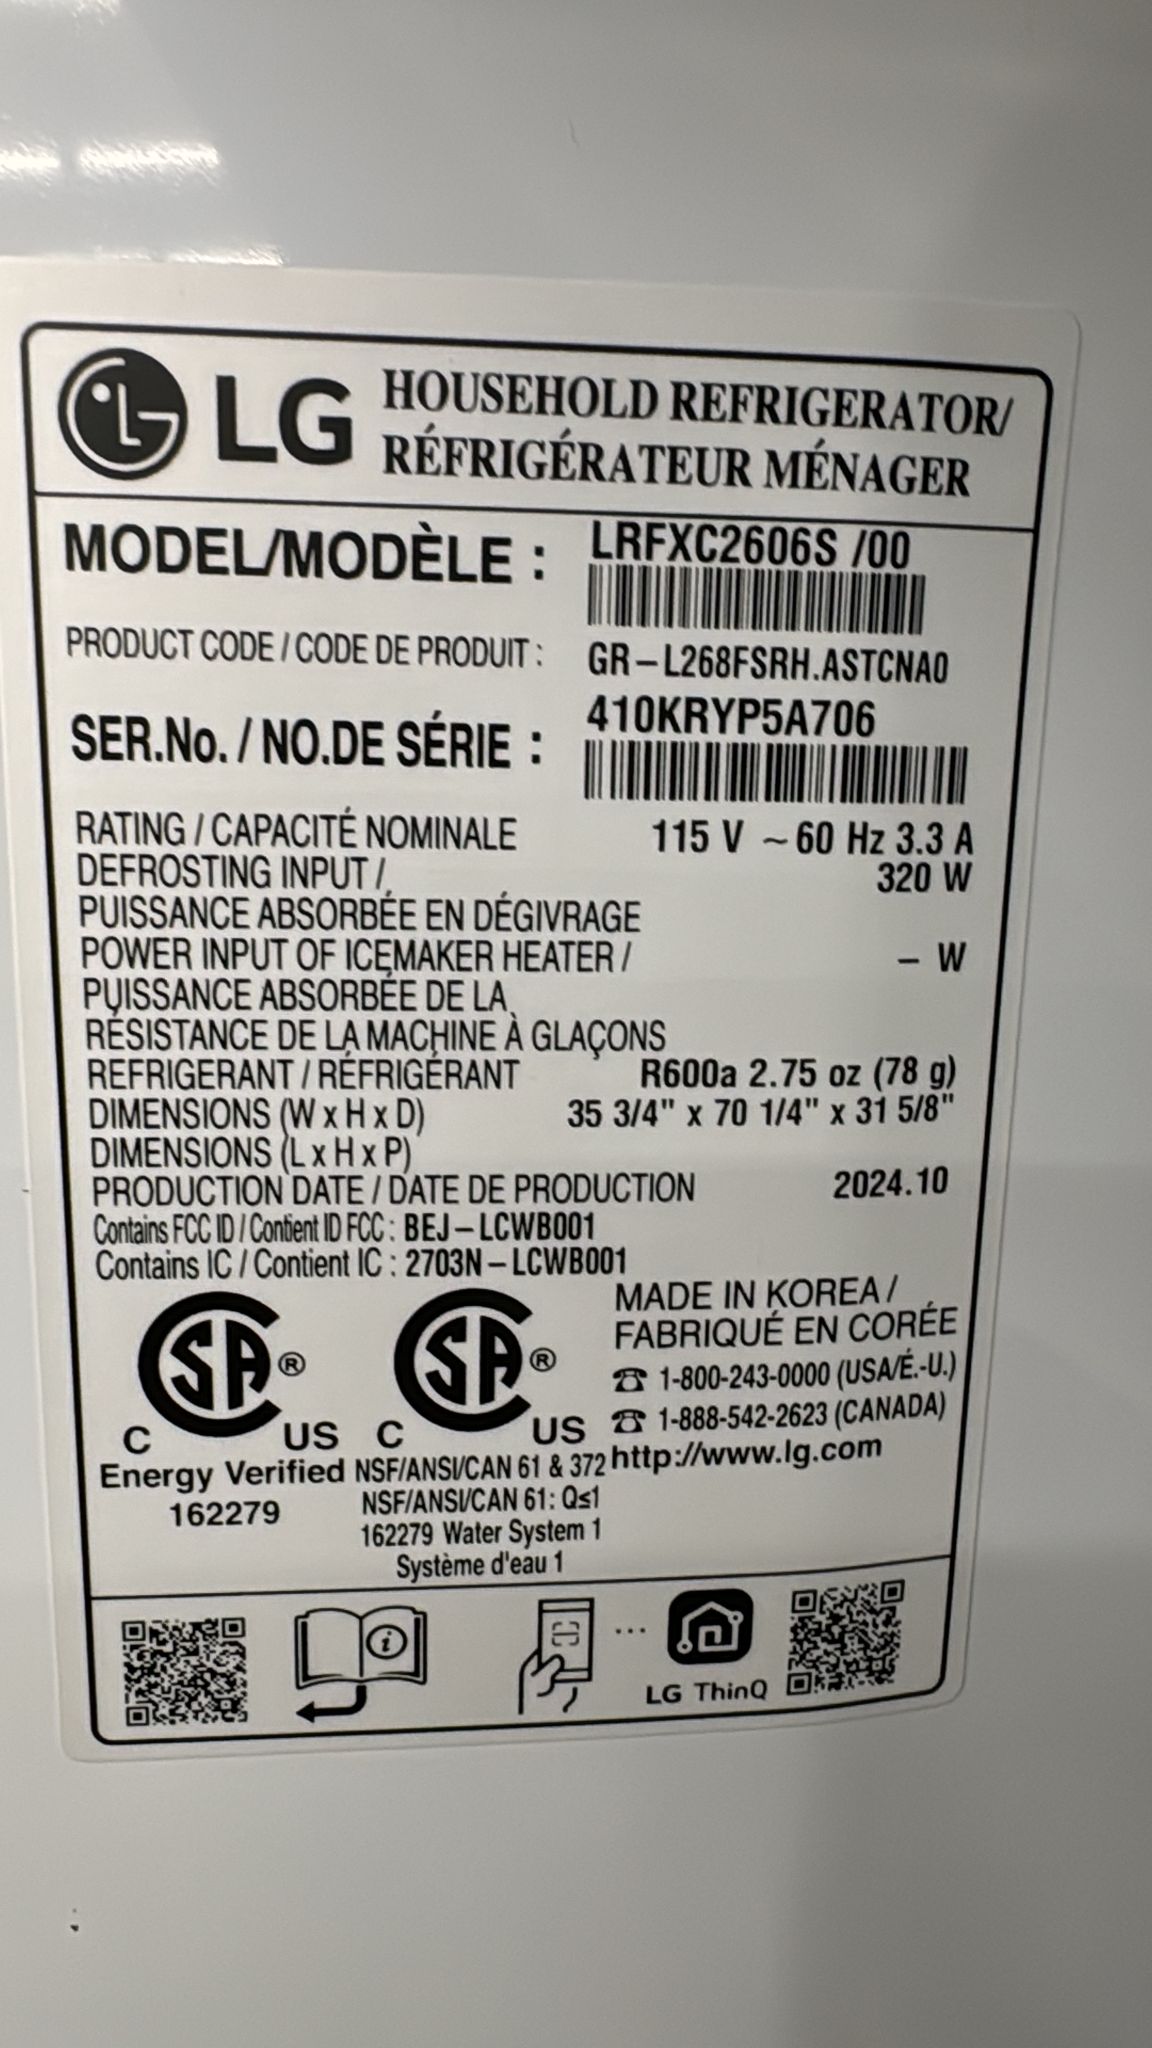 LG HOUSEHOLD REFRIGERATOR/
RÉFRIGÉRATEUR MÉNAGER
MODEL/MODÈLE : LRFXC2606S /00
PRODUCT CODE / CODE DE PRODUIT : GR-L268FSRH.ASTCNA0
SER.No. / NO.DE SÉRIE : 410KRYP5A706
RATING / CAPACITÉ NOMINALE 115 V ~ 60 Hz 3.3 A
DEFROSTING INPUT / 320 W
PUISSANCE ABSORBÉE EN DÉGIVRAGE
POWER INPUT OF ICEMAKER HEATER / – W
PUISSANCE ABSORBÉE DE LA
RÉSISTANCE DE LA MACHINE À GLAÇONS
REFRIGERANT / RÉFRIGÉRANT R600a 2.75 oz (78 g)
DIMENSIONS (W x H x D) 35 3/4" x 70 1/4" x 31 5/8"
DIMENSIONS (L x H x P)
PRODUCTION DATE / DATE DE PRODUCTION 2024.10
Contains FCC ID / Contient ID FCC : BEJ-LCWB001
Contains IC / Contient IC : 2703N-LCWB001
MADE IN KOREA /
FABRIQUÉ EN CORÉE
☎ 1-800-243-0000 (USA/É.-U.)
☎ 1-888-542-2623 (CANADA)
http://www.lg.com
C SA® US
Energy Verified
162279
C SA® US
NSF/ANSI/CAN 61 & 372
NSF/ANSI/CAN 61: Q≤1
162279 Water System 1
Système d'eau 1
LG ThinQ